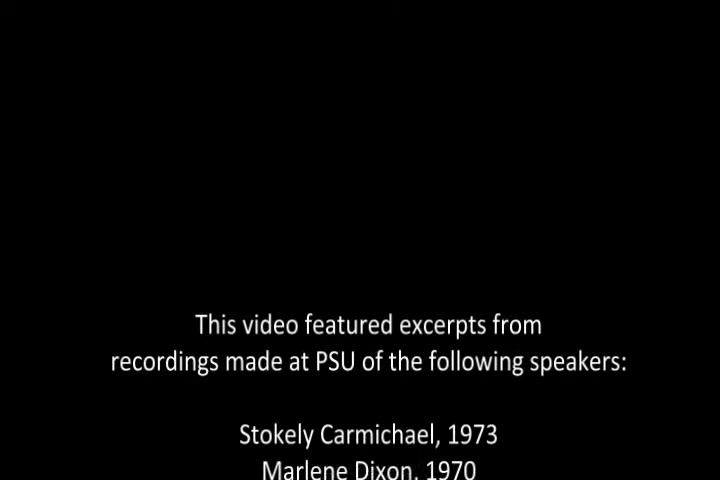 This video featured excerpts from
recordings made at PSU of the following speakers:
Stokely Carmichael, 1973
Marlene Dixon, 1970